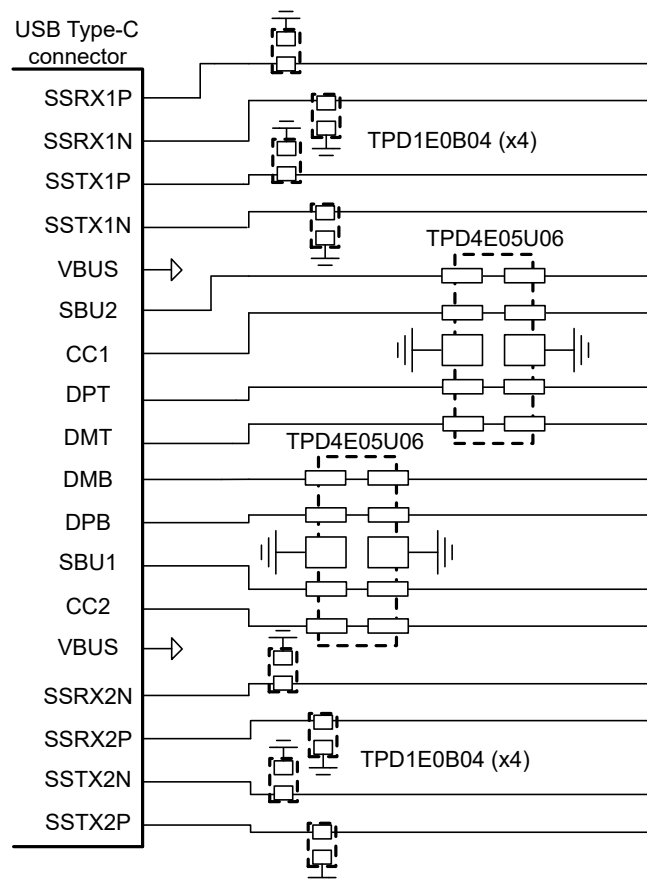 USB Type-C
connector
SSRX1P
SSRX1N
TPD1E0B04 (x4)
SSTX1P
SSTX1N
TPD4E05U06
VBUS
SBU2
CC1
DPT
DMT
TPD4E05U06
DMB
DPB
SBU1
CC2
VBUS
SSRX2N
SSRX2P
TPD1E0B04 (x4)
SSTX2N
SSTX2P